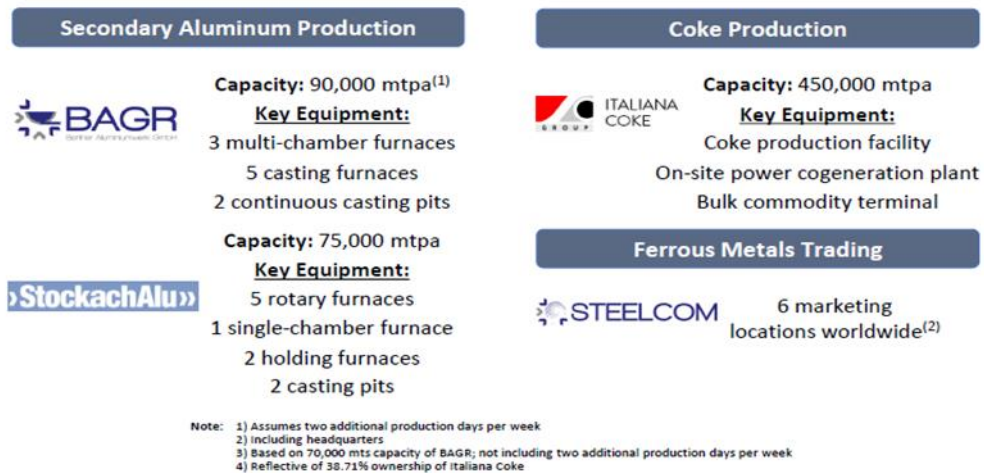 Secondary Aluminum Production
BAGR
Berliner Aluminiumwerk GmbH
Capacity: 90,000 mtpa(1)
Key Equipment:
3 multi-chamber furnaces
5 casting furnaces
2 continuous casting pits
›StockachAlu»
Capacity: 75,000 mtpa
Key Equipment:
5 rotary furnaces
1 single-chamber furnace
2 holding furnaces
2 casting pits
Coke Production
GROUP
ITALIANA
COKE
Capacity: 450,000 mtpa
Key Equipment:
Coke production facility
On-site power cogeneration plant
Bulk commodity terminal
Ferrous Metals Trading
STEELCOM
6 marketing
locations worldwide(2)
Note: 1) Assumes two additional production days per week
2) Including headquarters
3) Based on 70,000 mts capacity of BAGR; not including two additional production days per week
4) Reflective of 38.71% ownership of Italiana Coke